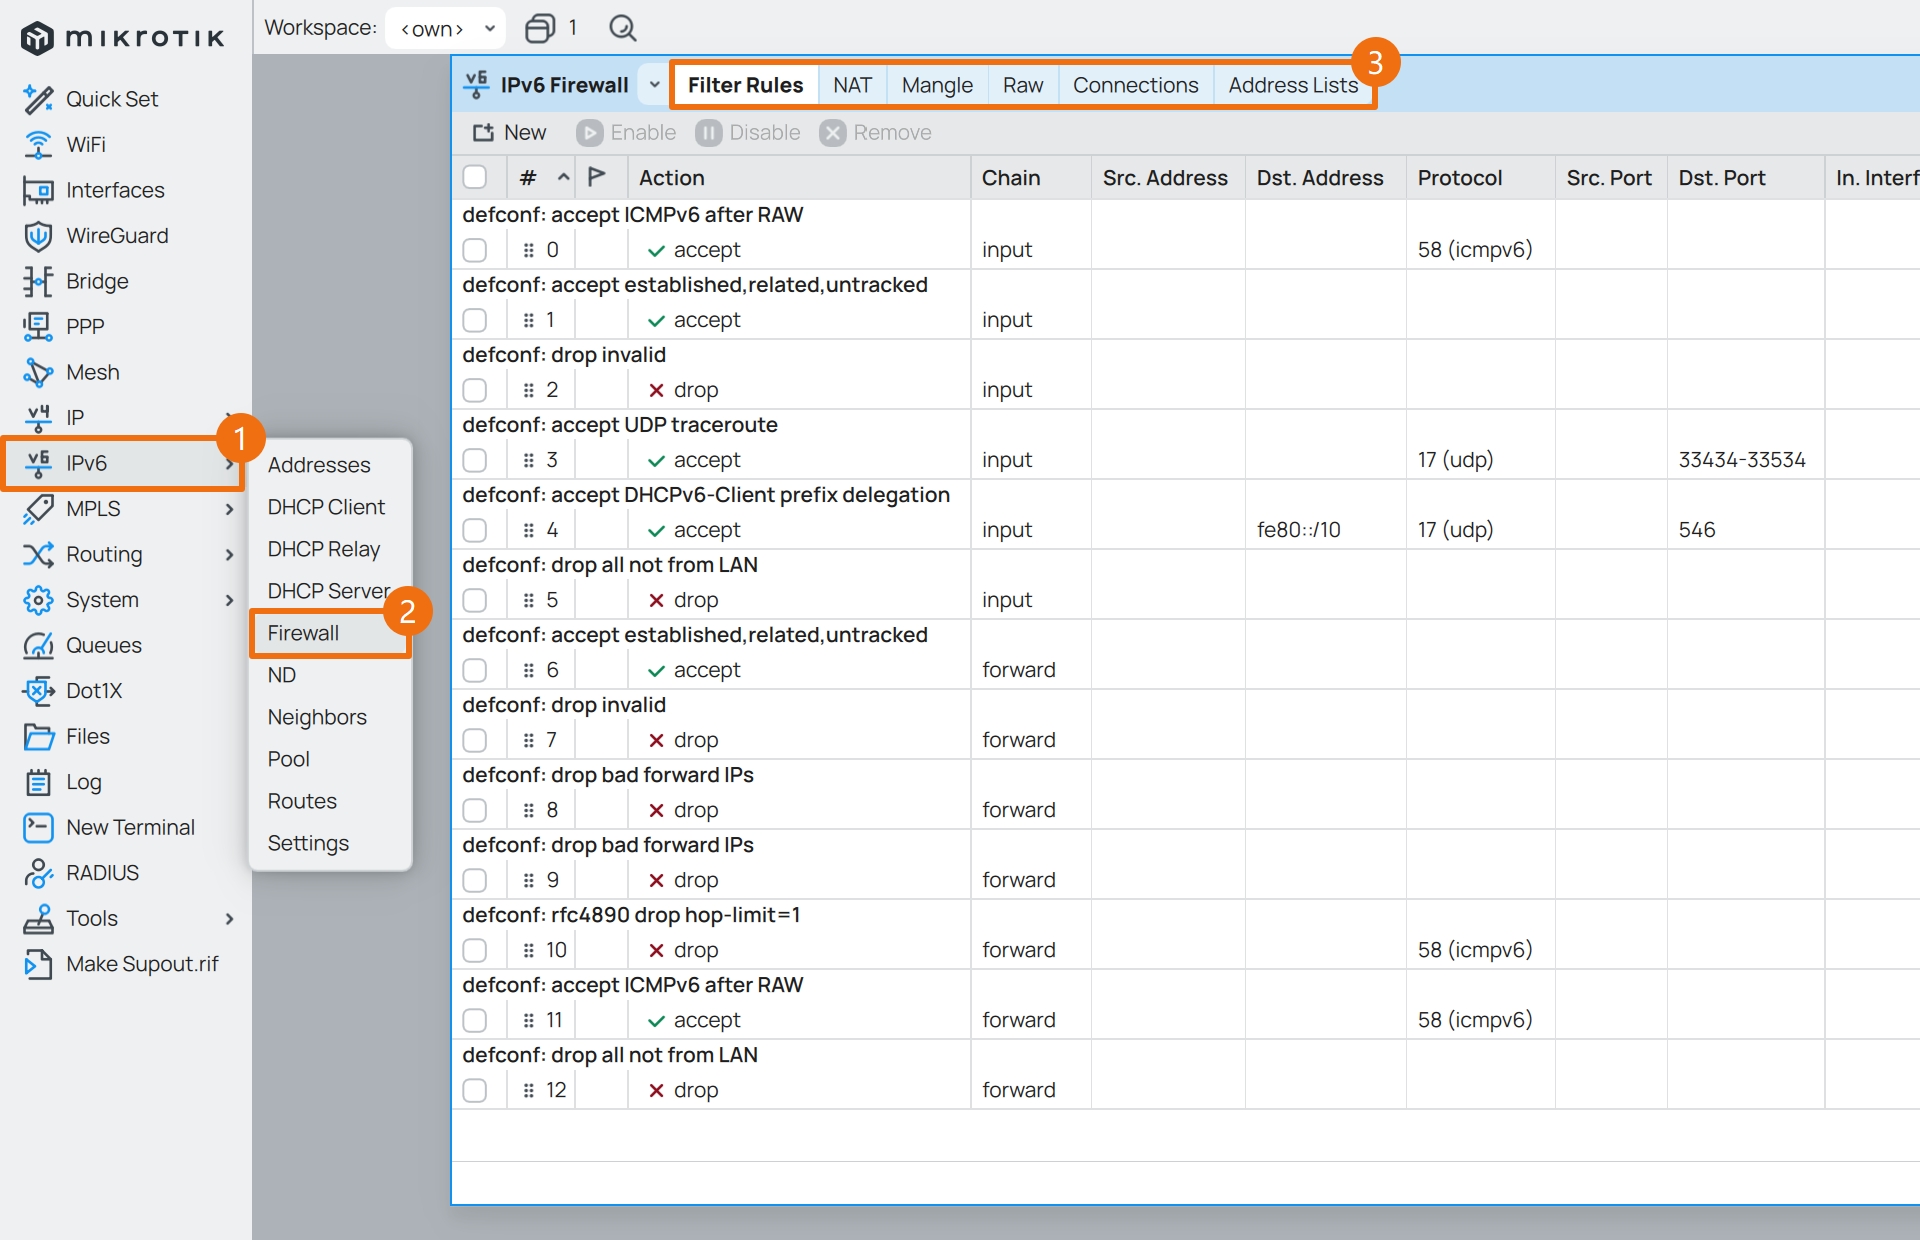 mikrotik
Workspace: <own> 1
Quick Set
WiFi
Interfaces
WireGuard
Bridge
PPP
Mesh
v4 IP
v6 IPv6
1
MPLS
Routing
System
Queues
Dot1X
Files
Log
New Terminal
RADIUS
Tools
Make Supout.rif
Addresses
DHCP Client
DHCP Relay
DHCP Server
2
Firewall
ND
Neighbors
Pool
Routes
Settings
v6 IPv6 Firewall Filter Rules NAT Mangle Raw Connections Address Lists 3
New Enable Disable Remove
# Action Chain Src. Address Dst. Address Protocol Src. Port Dst. Port In. Interf
defconf: accept ICMPv6 after RAW
0 accept input 58 (icmpv6)
defconf: accept established,related,untracked
1 accept input
defconf: drop invalid
2 drop input
defconf: accept UDP traceroute
3 accept input 17 (udp) 33434-33534
defconf: accept DHCPv6-Client prefix delegation
4 accept input fe80::/10 17 (udp) 546
defconf: drop all not from LAN
5 drop input
defconf: accept established,related,untracked
6 accept forward
defconf: drop invalid
7 drop forward
defconf: drop bad forward IPs
8 drop forward
defconf: drop bad forward IPs
9 drop forward
defconf: rfc4890 drop hop-limit=1
10 drop forward 58 (icmpv6)
defconf: accept ICMPv6 after RAW
11 accept forward 58 (icmpv6)
defconf: drop all not from LAN
12 drop forward